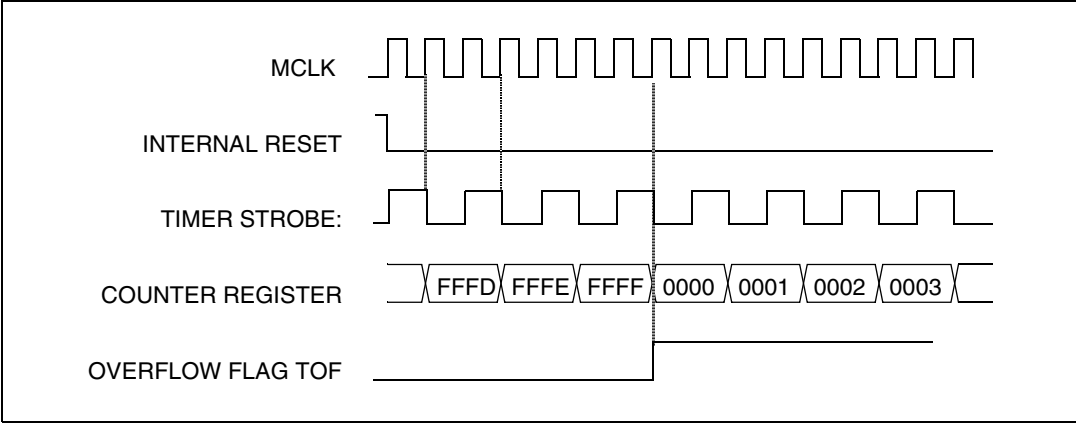 MCLK
INTERNAL RESET
TIMER STROBE:
COUNTER REGISTER FFFD FFFE FFFF 0000 0001 0002 0003
OVERFLOW FLAG TOF